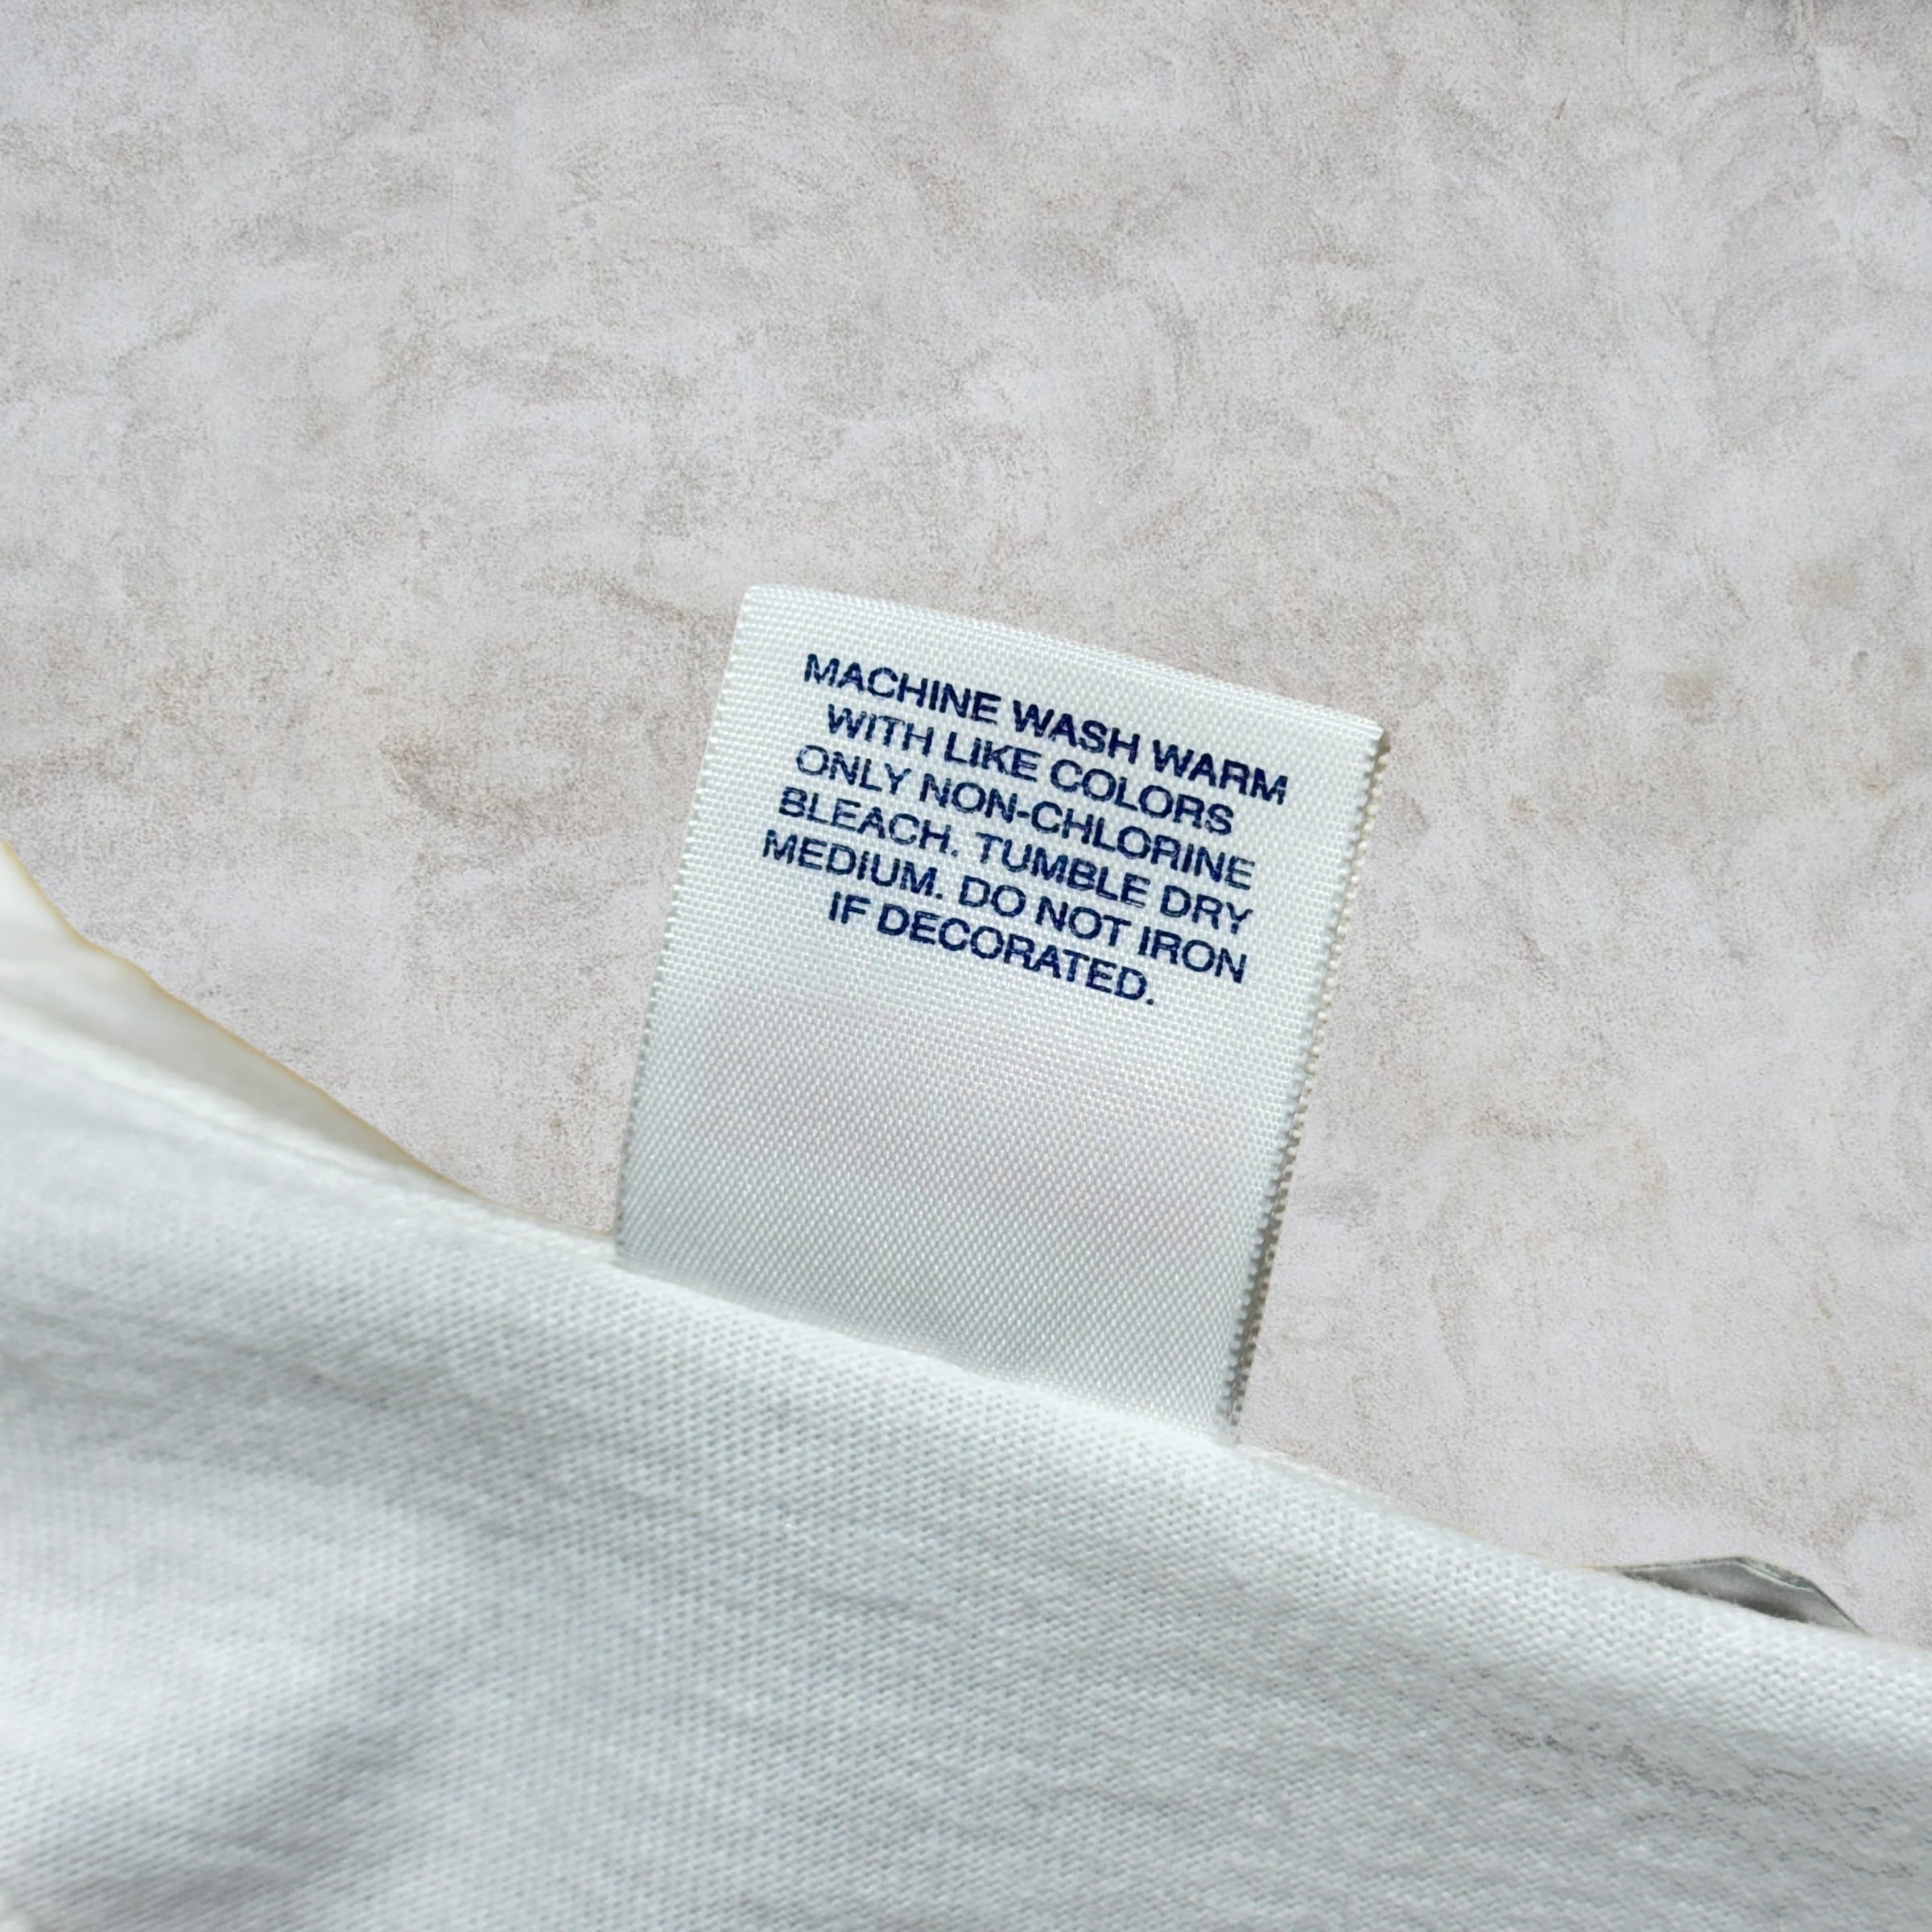 MACHINE WASH WARM
WITH LIKE COLORS
ONLY NON-CHLORINE
BLEACH. TUMBLE DRY
MEDIUM. DO NOT IRON
IF DECORATED.